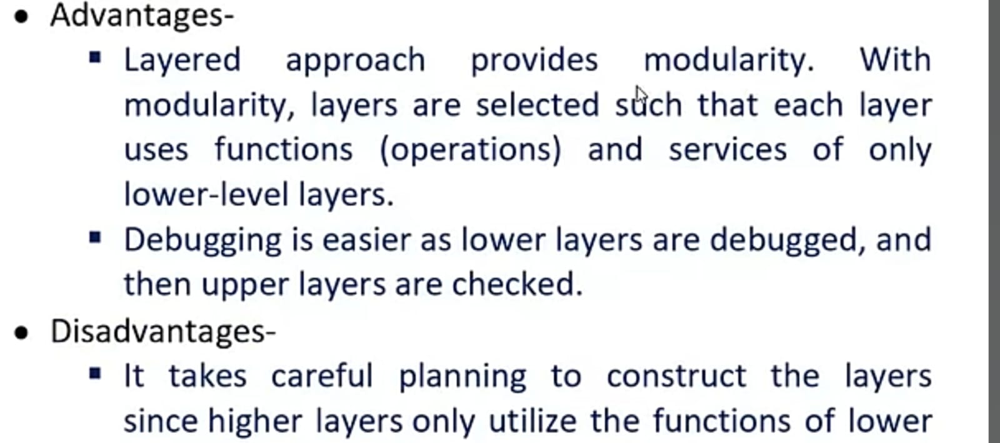 • Advantages-
▪ Layered approach provides modularity. With
modularity, layers are selected such that each layer
uses functions (operations) and services of only
lower-level layers.
▪ Debugging is easier as lower layers are debugged, and
then upper layers are checked.
• Disadvantages-
▪ It takes careful planning to construct the layers
since higher layers only utilize the functions of lower